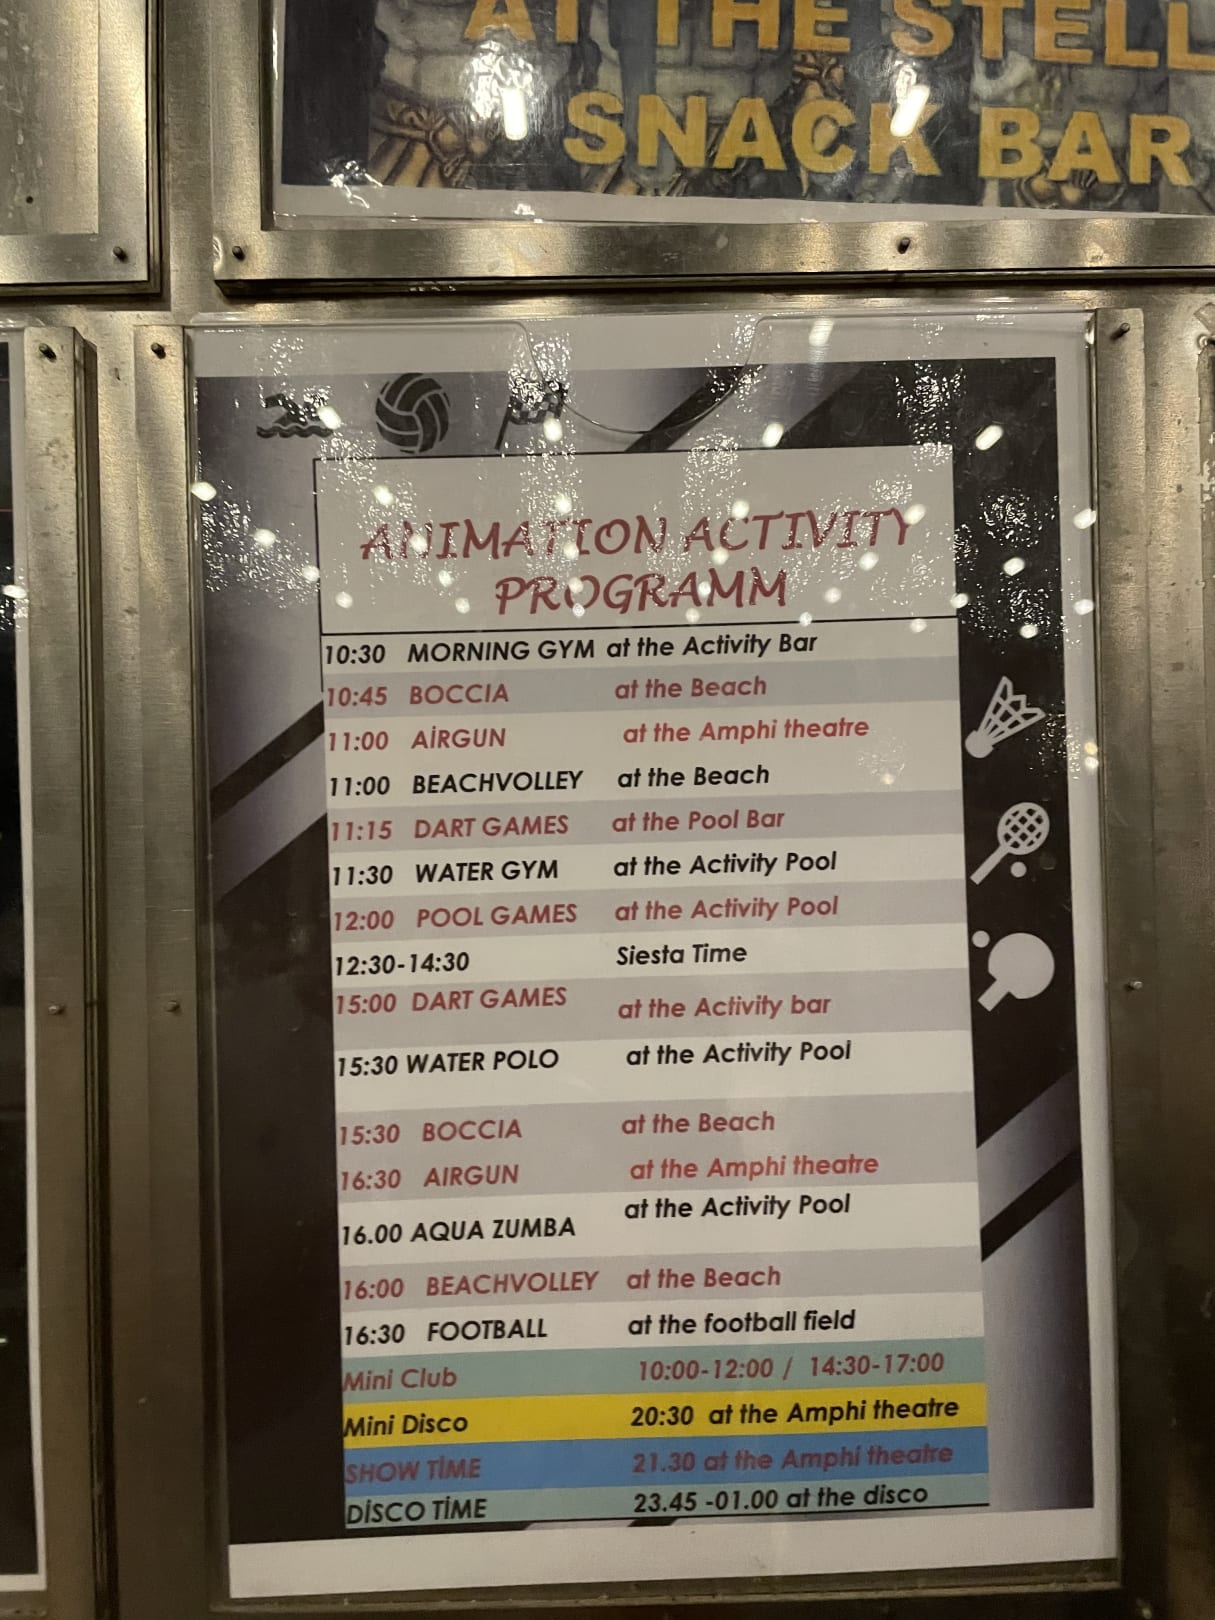 AT THE STELL
SNACK BAR
ANIMATION ACTIVITY
PROGRAMM
10:30 MORNING GYM at the Activity Bar
10:45 BOCCIA at the Beach
11:00 AİRGUN at the Amphi theatre
11:00 BEACHVOLLEY at the Beach
11:15 DART GAMES at the Pool Bar
11:30 WATER GYM at the Activity Pool
12:00 POOL GAMES at the Activity Pool
12:30-14:30 Siesta Time
15:00 DART GAMES at the Activity bar
15:30 WATER POLO at the Activity Pool
15:30 BOCCIA at the Beach
16:30 AIRGUN at the Amphi theatre
16.00 AQUA ZUMBA at the Activity Pool
16:00 BEACHVOLLEY at the Beach
16:30 FOOTBALL at the football field
Mini Club 10:00-12:00 / 14:30-17:00
Mini Disco 20:30 at the Amphi theatre
SHOW TİME 21.30 at the Amphi theatre
DİSCO TİME 23.45 -01.00 at the disco